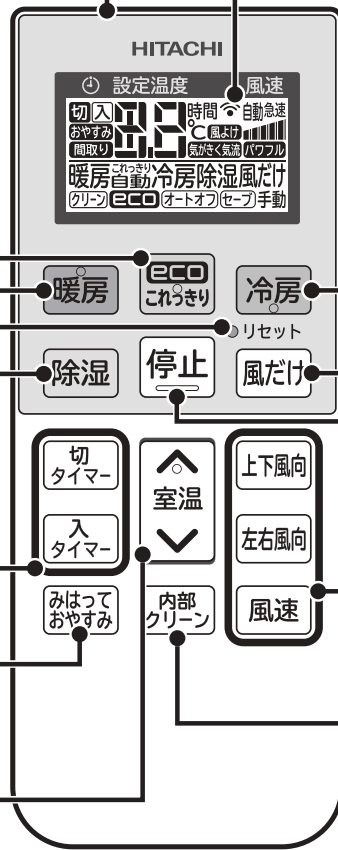 HITACHI
設定温度 風速
切 入 8.8 時間 自動 急速
おやすみ ℃ 風よけ
間取り 気がきく気流 パワフル
暖房 これっきり自動 冷房 除湿 風だけ
クリーン eco オートオフ セーブ 手動
暖房
eco
これっきり
冷房
リセット
除湿
停止
風だけ
切
タイマー
室温
上下風向
入
タイマー
左右風向
みはって
おやすみ
内部
クリーン
風速